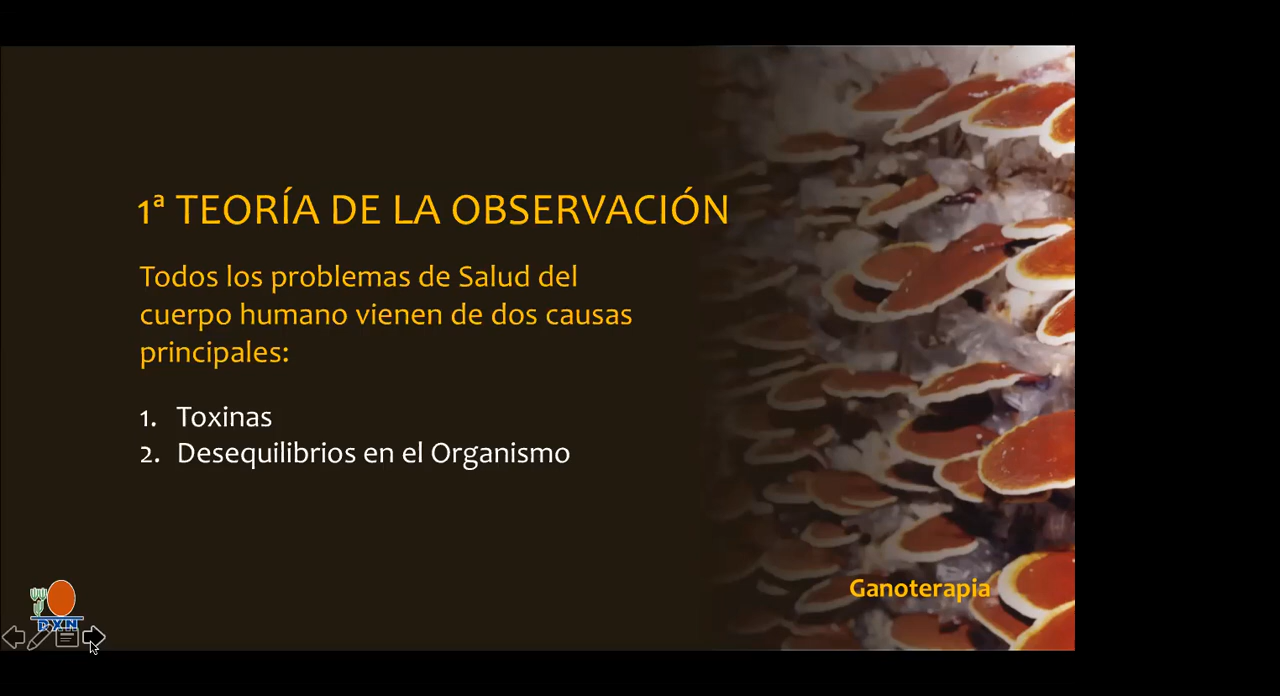 1ª TEORÍA DE LA OBSERVACIÓN
Todos los problemas de Salud del
cuerpo humano vienen de dos causas
principales:
1. Toxinas
2. Desequilibrios en el Organismo
Ganoterapia
DXN